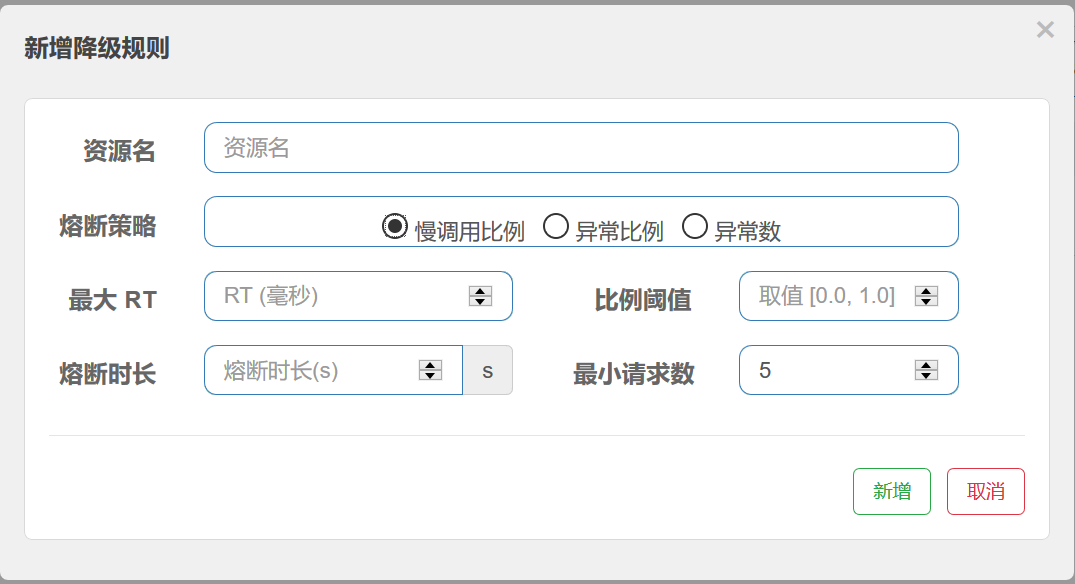 新增降级规则
×
资源名 资源名
熔断策略 慢调用比例 异常比例 异常数
最大 RT RT (毫秒) 比例阈值 取值 [0.0, 1.0]
熔断时长 熔断时长(s) s 最小请求数 5
新增 取消